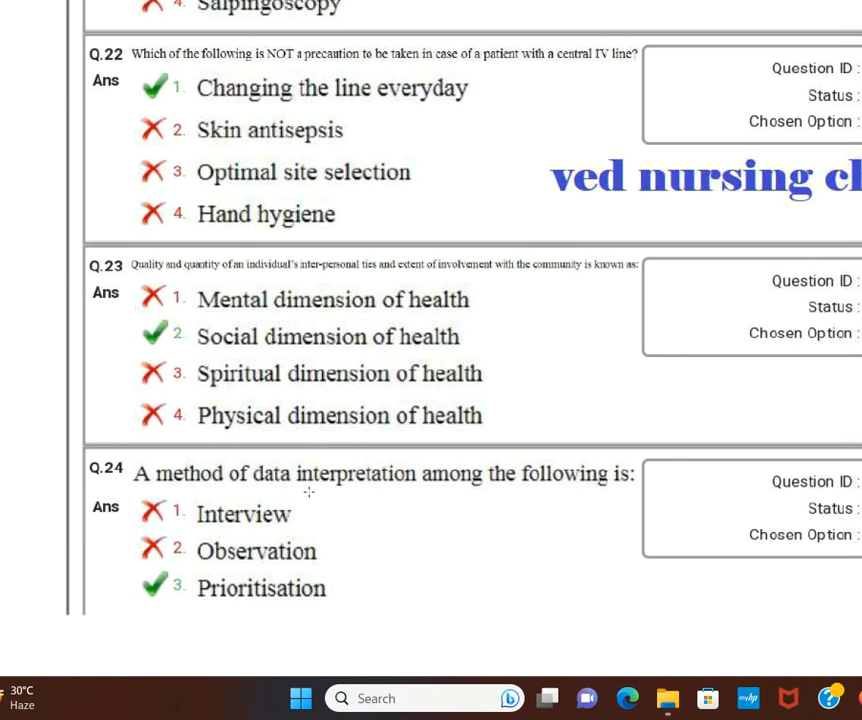 4. Salpingoscopy
Q.22 Which of the following is NOT a precaution to be taken in case of a patient with a central IV line?
Ans
1. Changing the line everyday
2. Skin antisepsis
3. Optimal site selection
4. Hand hygiene
Question ID :
Status :
Chosen Option :
ved nursing cl
Q.23 Quality and quantity of an individual's inter-personal ties and extent of involvement with the community is known as:
Ans
1. Mental dimension of health
2. Social dimension of health
3. Spiritual dimension of health
4. Physical dimension of health
Question ID :
Status :
Chosen Option :
Q.24 A method of data interpretation among the following is:
Ans
1. Interview
2. Observation
3. Prioritisation
Question ID :
Status :
Chosen Option :
30°C
Haze
Search
myhp